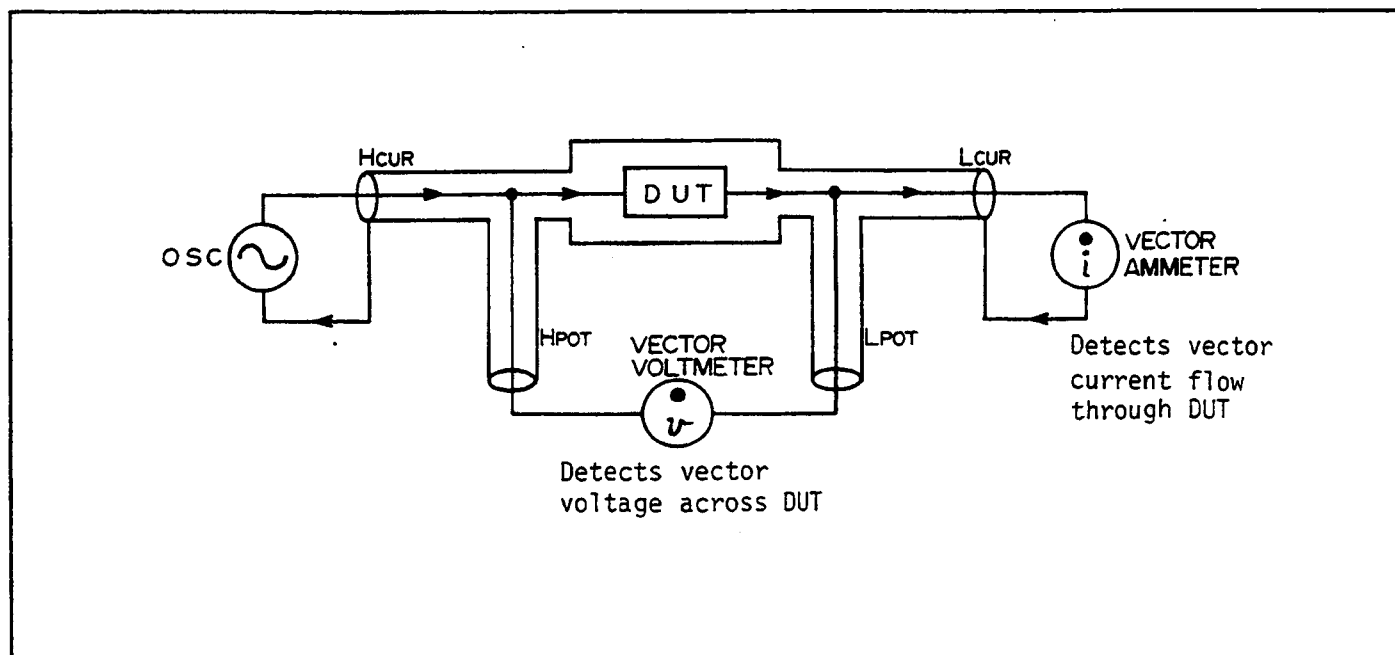 HCUR
LCUR
DUT
OSC
VECTOR
AMMETER
i
HPOT
LPOT
VECTOR
VOLTMETER
v
Detects vector
current flow
through DUT
Detects vector
voltage across DUT